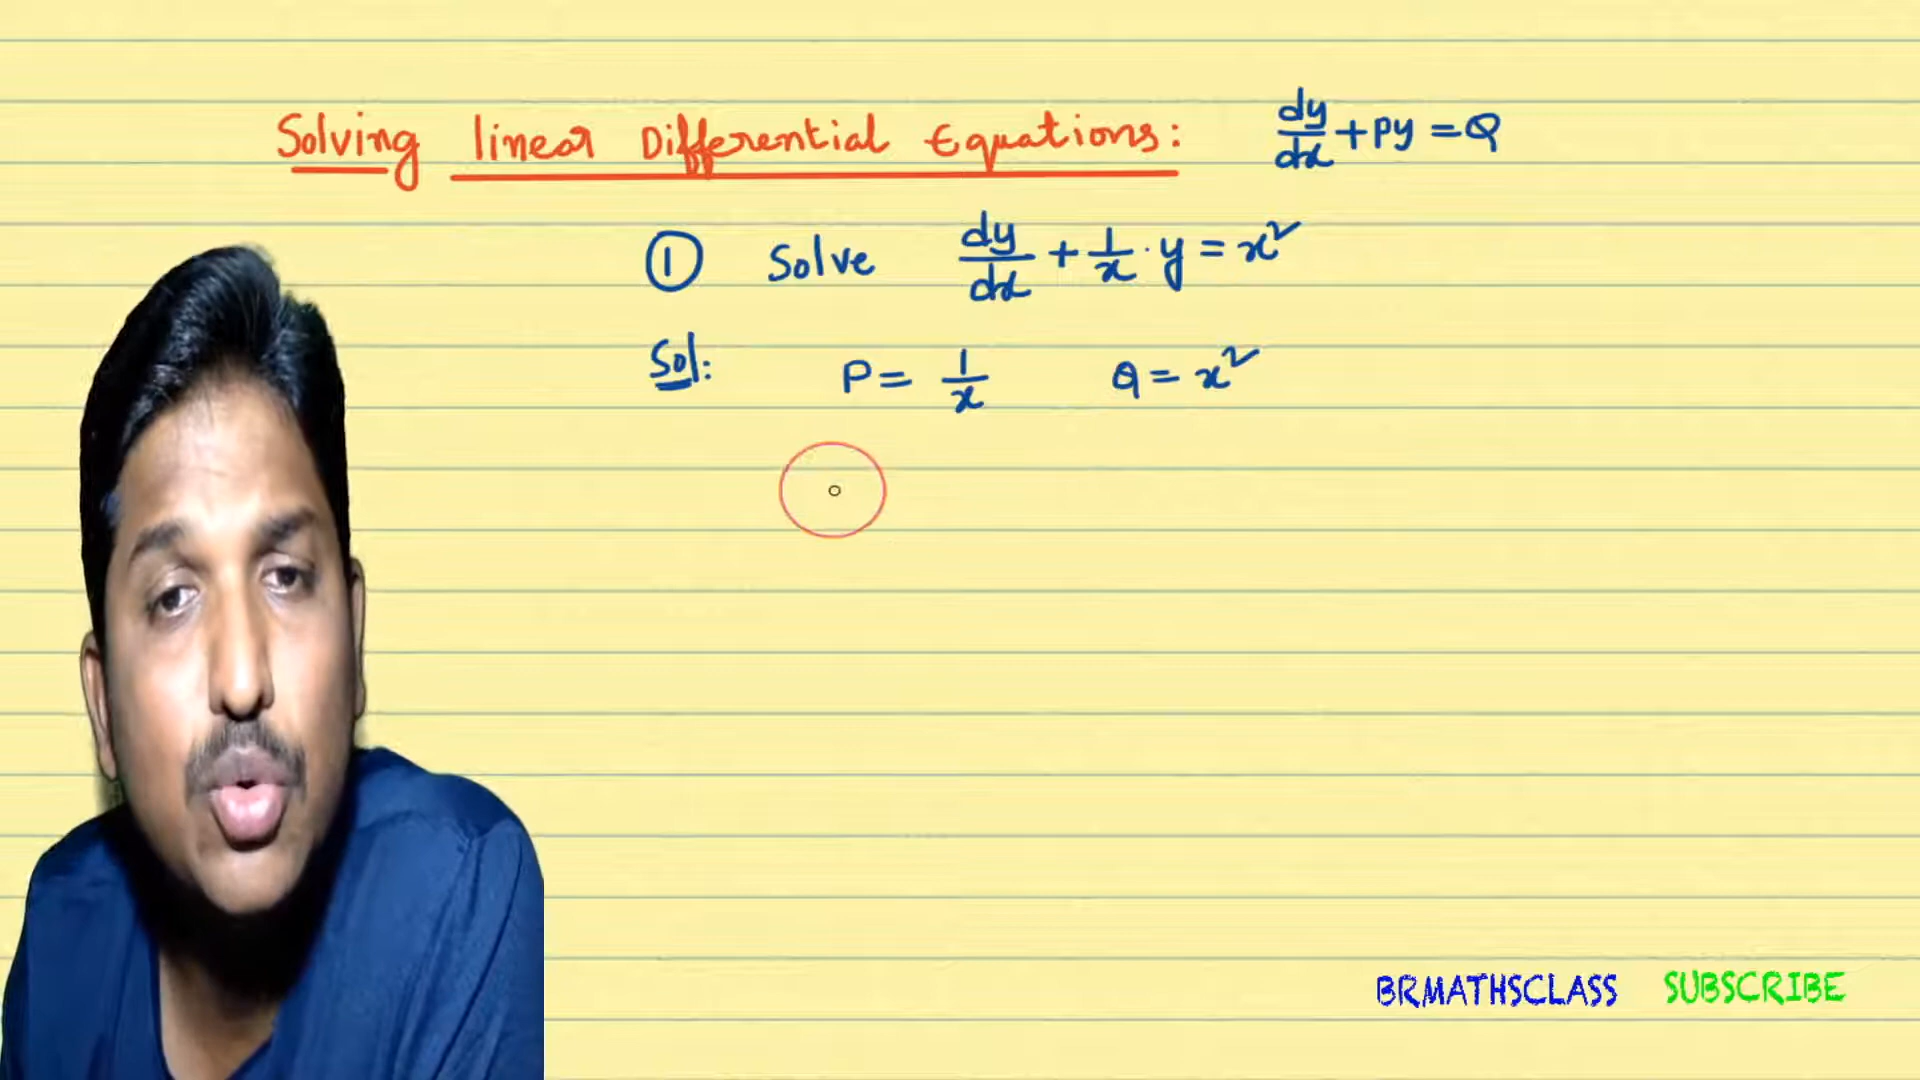 Solving linear Differential Equations: dy/dx + Py = Q
① Solve dy/dx + 1/x · y = x²
Sol: P = 1/x Q = x²
BRMATHSCLASS SUBSCRIBE